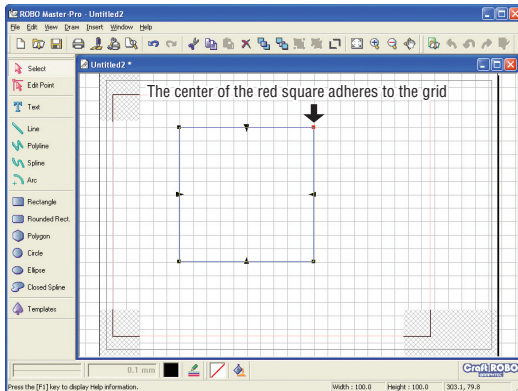 ROBO Master-Pro - Untitled2
File Edit View Draw Insert Window Help
Untitled2 *
Select
Edit Point
Text
Line
Polyline
Spline
Arc
Rectangle
Rounded Rect.
Polygon
Circle
Ellipse
Closed Spline
Templates
The center of the red square adheres to the grid
0.1 mm
Craft ROBO
GRAPHTEC
Press the [F1] key to display Help information.
Width : 100.0 Height : 100.0 303.1, 79.8